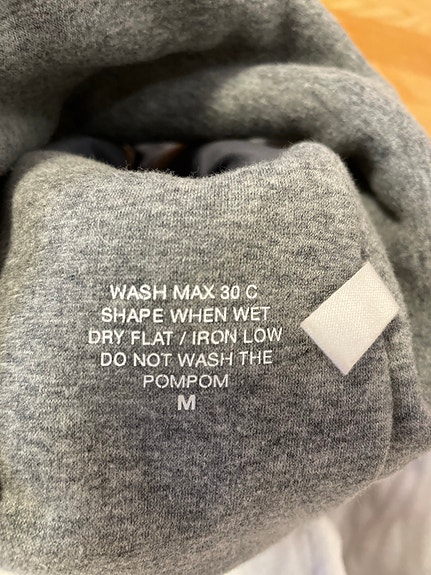 WASH MAX 30 C
SHAPE WHEN WET
DRY FLAT / IRON LOW
DO NOT WASH THE
POMPOM
M